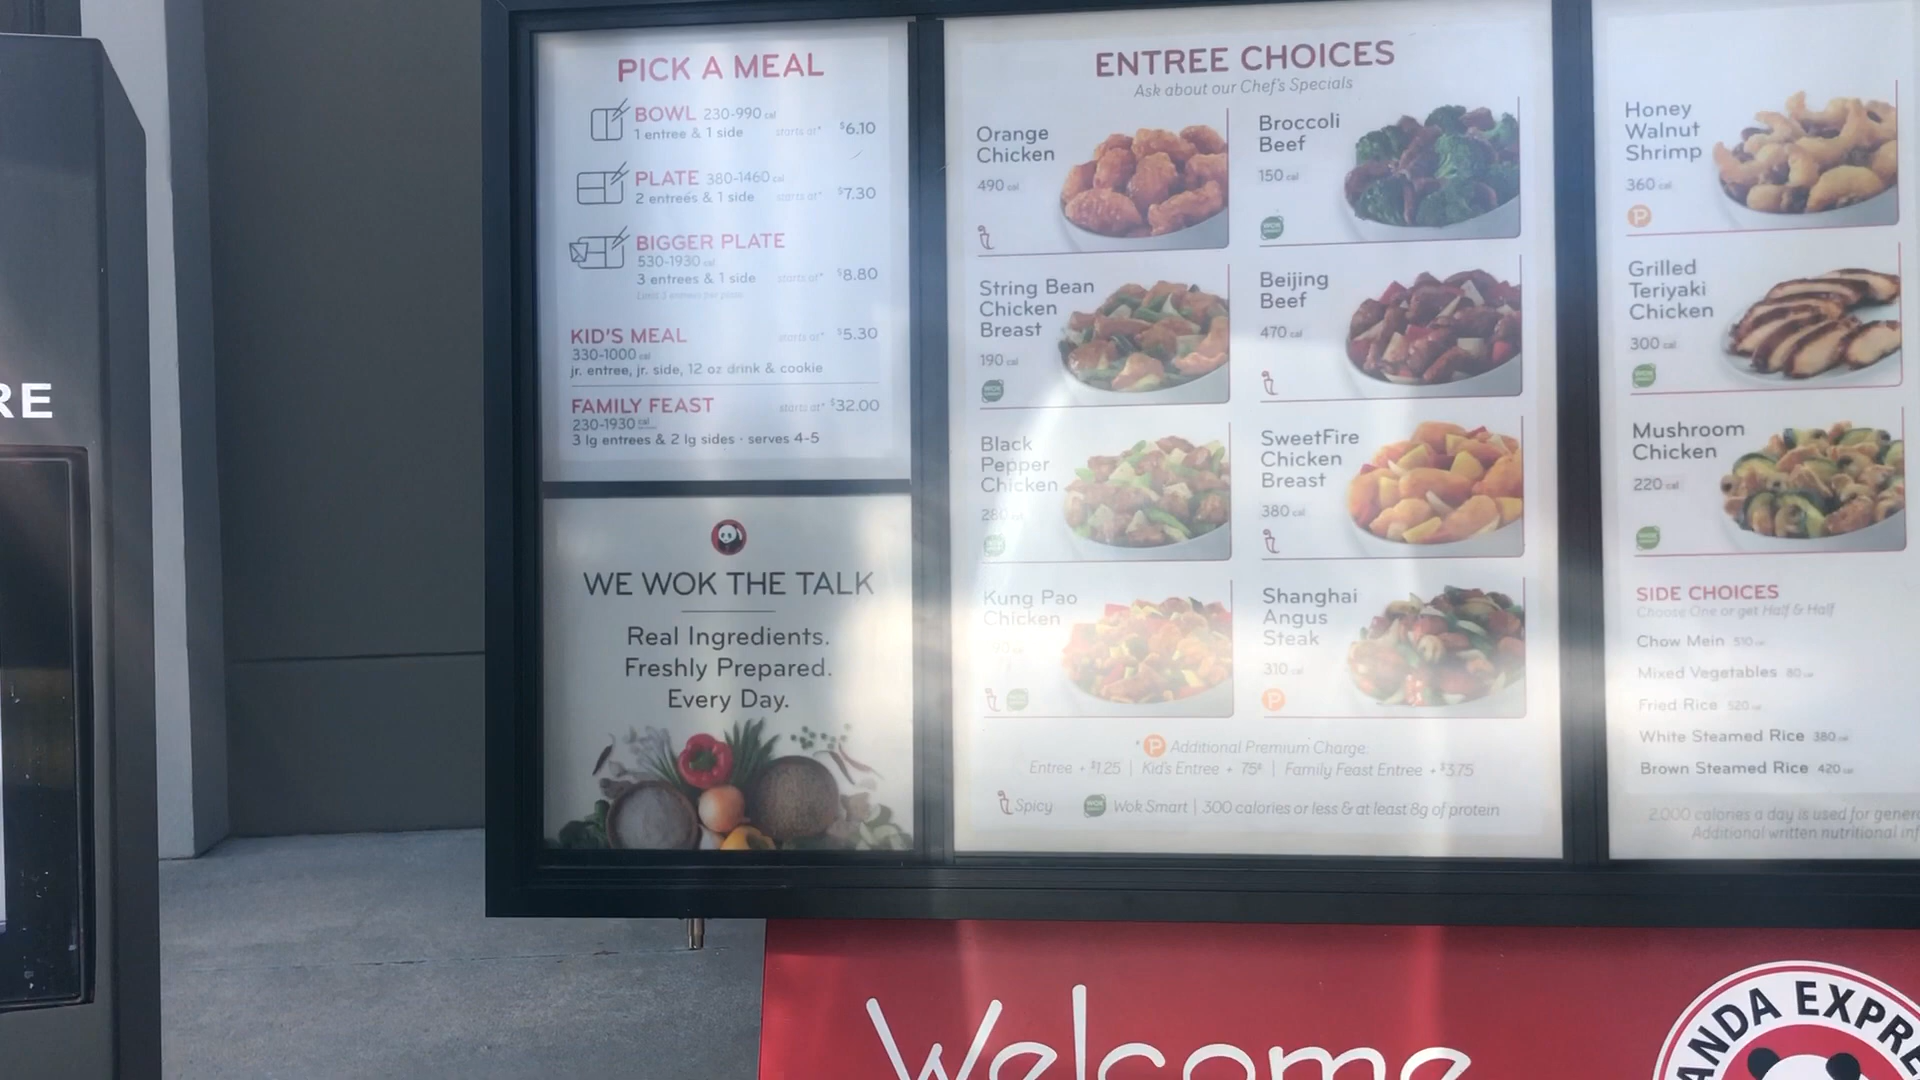 RE
PICK A MEAL
BOWL 230-990 cal
1 entree & 1 side starts at* $6.10
PLATE 380-1460 cal
2 entrees & 1 side starts at* $7.30
BIGGER PLATE
530-1930 cal
3 entrees & 1 side starts at* $8.80
KID'S MEAL starts at* $5.30
330-1000 cal
jr. entree, jr. side, 12 oz drink & cookie
FAMILY FEAST starts at* $32.00
230-1930 cal
3 lg entrees & 2 lg sides · serves 4-5
WE WOK THE TALK
Real Ingredients.
Freshly Prepared.
Every Day.
ENTREE CHOICES
Ask about our Chef's Specials
Orange
Chicken
490 cal
String Bean
Chicken
Breast
190 cal
WOK
Black
Pepper
Chicken
280 cal
WOK
Kung Pao
Chicken
Broccoli
Beef
150 cal
WOK
Beijing
Beef
470 cal
SweetFire
Chicken
Breast
380 cal
Shanghai
Angus
Steak
310 cal
P
* P Additional Premium Charge:
Entree + $1.25 | Kid's Entree + 75¢ | Family Feast Entree + $3.75
Spicy WOK Wok Smart | 300 calories or less & at least 8g of protein
Honey
Walnut
Shrimp
360 cal
P
Grilled
Teriyaki
Chicken
300 cal
WOK
Mushroom
Chicken
220 cal
WOK
SIDE CHOICES
Choose One or get Half & Half
Chow Mein 510 cal
Mixed Vegetables 80 cal
Fried Rice 520 cal
White Steamed Rice 380 cal
Brown Steamed Rice 420 cal
2,000 calories a day is used for genera
Additional written nutritional inf
Welcome
ANDA EXPRE